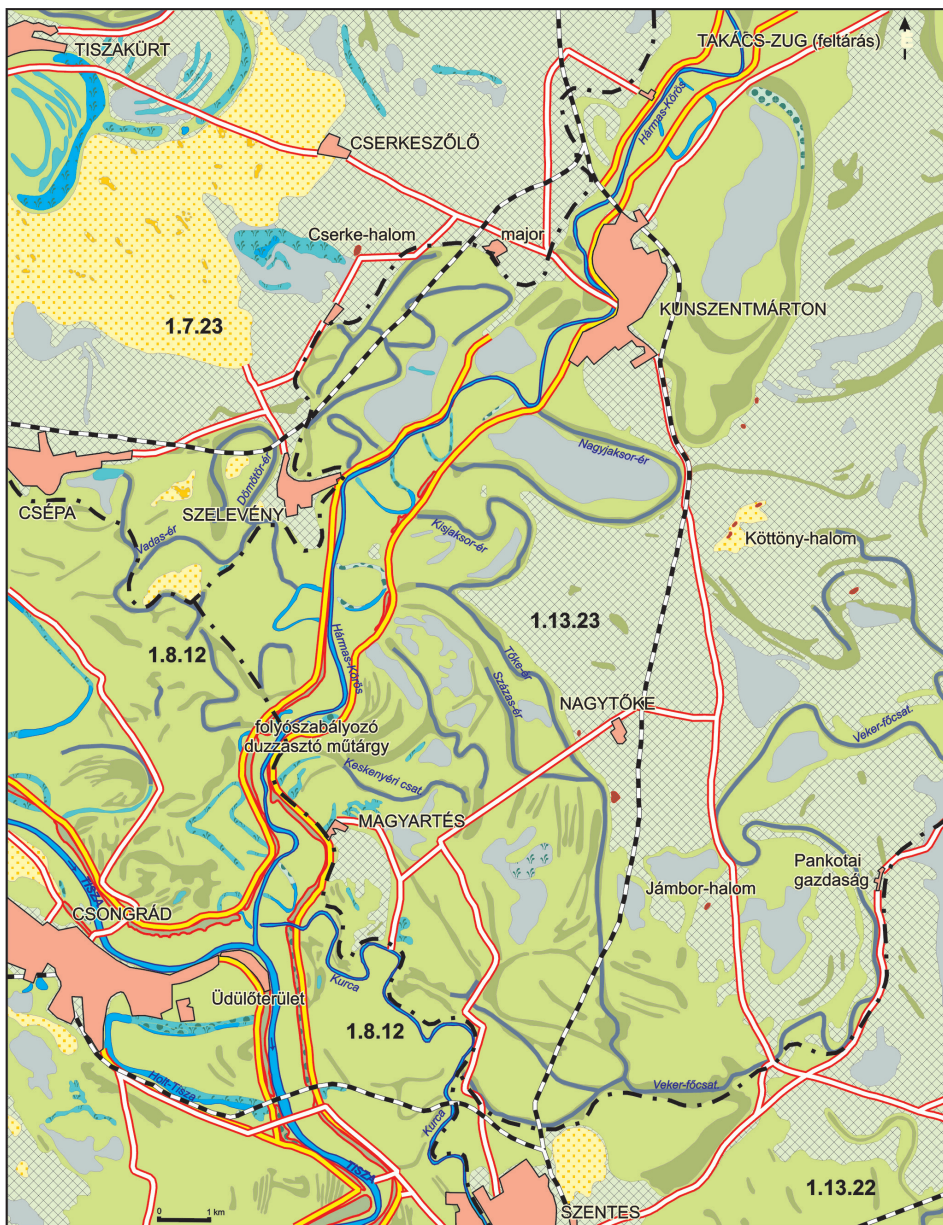 TISZAKÜRT
TAKÁCS-ZUG (feltárás)
Hármas-Körös
CSERKESZŐLŐ
Cserke-halom
major
1.7.23
KUNSZENTMÁRTON
Nagyjaksor-ér
Dömötör-ér
CSÉPA
SZELEVÉNY
Kisjaksor-ér
Vadas-ér
Köttöny-halom
1.13.23
Hármas-Körös
1.8.12
Tőke-ér
Százas-ér
NAGYTŐKE
folyószabályozó
duzzasztó műtárgy
Veker-főcsat.
Keskenyéri csat.
MAGYARTÉS
TISZA
Pankotai
gazdaság
Jámbor-halom
CSONGRÁD
Kurca
Üdülőterület
1.8.12
Holt-Tisza
Veker-főcsat.
Kurca
TISZA
1.13.22
SZENTES
0 1 km